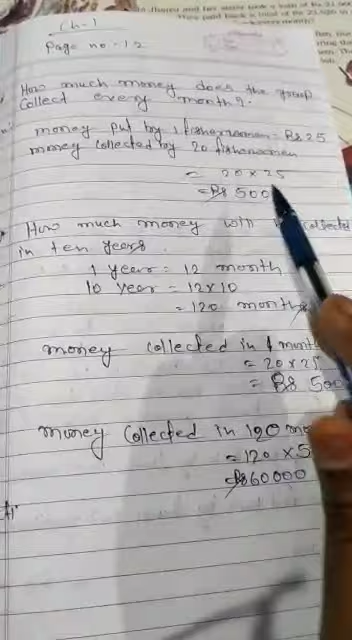 Ch-1
Page no-12
How much money does the group
Collect every month?
money put by 1 fisherwoman = Rs 25
money collected by 20 fisherwomen
= 20 × 25
= Rs 500
How much money will collected
in ten years.
1 year = 12 month
10 year = 12×10
= 120 months
money collected in 1 month
= 20 × 25
= Rs 500
money collected in 120 mo
= 120 × 5
= Rs 60000